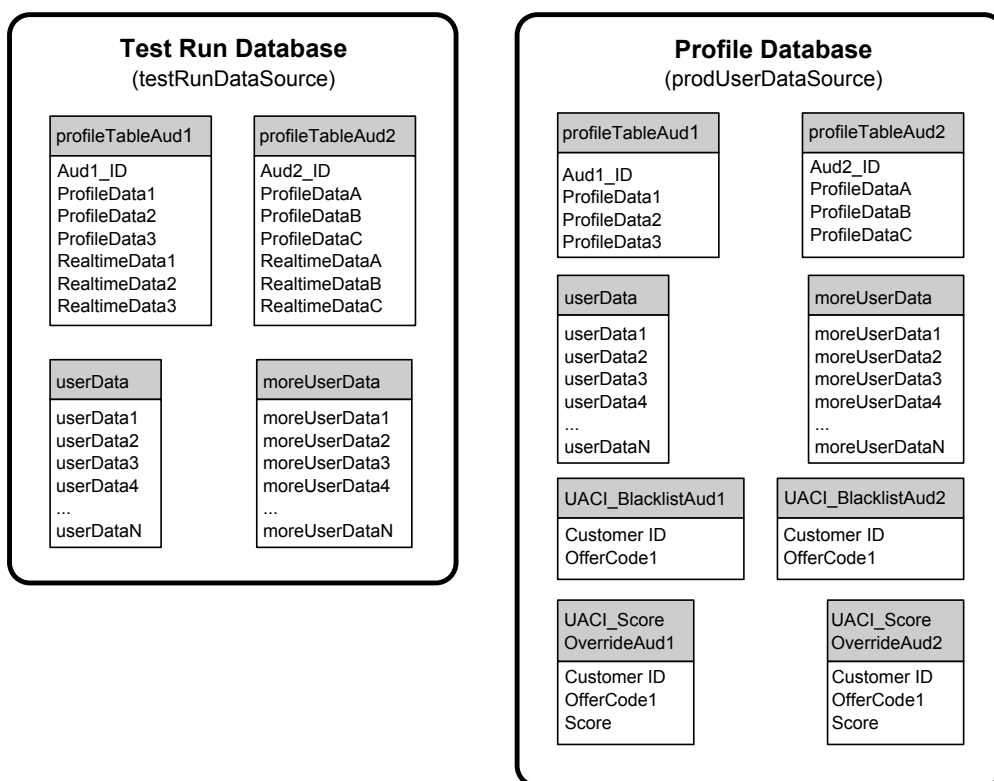 Test Run Database
(testRunDataSource)
profileTableAud1
Aud1_ID
ProfileData1
ProfileData2
ProfileData3
RealtimeData1
RealtimeData2
RealtimeData3
profileTableAud2
Aud2_ID
ProfileDataA
ProfileDataB
ProfileDataC
RealtimeDataA
RealtimeDataB
RealtimeDataC
userData
userData1
userData2
userData3
userData4
...
userDataN
moreUserData
moreUserData1
moreUserData2
moreUserData3
moreUserData4
...
moreUserDataN
Profile Database
(prodUserDataSource)
profileTableAud1
Aud1_ID
ProfileData1
ProfileData2
ProfileData3
profileTableAud2
Aud2_ID
ProfileDataA
ProfileDataB
ProfileDataC
userData
userData1
userData2
userData3
userData4
...
userDataN
moreUserData
moreUserData1
moreUserData2
moreUserData3
moreUserData4
...
moreUserDataN
UACI_BlacklistAud1
Customer ID
OfferCode1
UACI_BlacklistAud2
Customer ID
OfferCode1
UACI_Score
OverrideAud1
Customer ID
OfferCode1
Score
UACI_Score
OverrideAud2
Customer ID
OfferCode1
Score